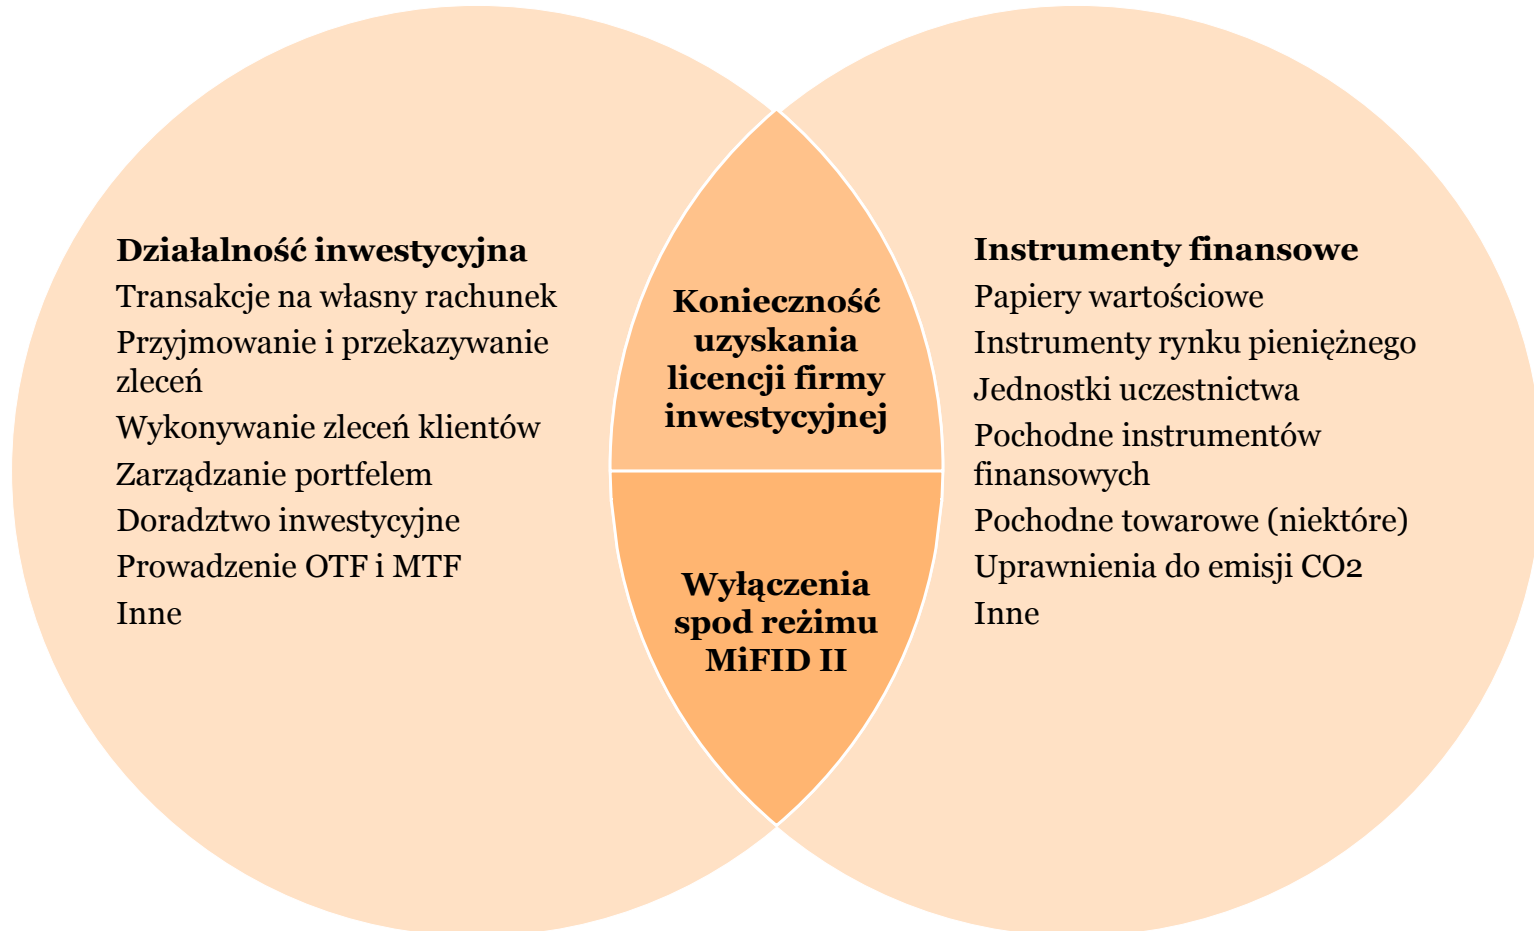 Działalność inwestycyjna
Transakcje na własny rachunek
Przyjmowanie i przekazywanie
zleceń
Wykonywanie zleceń klientów
Zarządzanie portfelem
Doradztwo inwestycyjne
Prowadzenie OTF i MTF
Inne
Konieczność
uzyskania
licencji firmy
inwestycyjnej
Wyłączenia
spod reżimu
MiFID II
Instrumenty finansowe
Papiery wartościowe
Instrumenty rynku pieniężnego
Jednostki uczestnictwa
Pochodne instrumentów
finansowych
Pochodne towarowe (niektóre)
Uprawnienia do emisji CO2
Inne